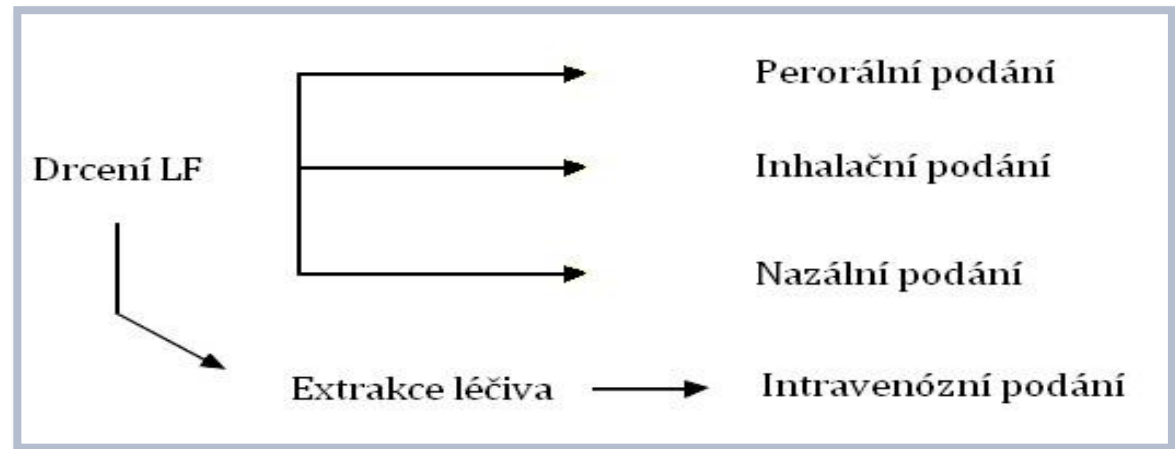 Perorální podání
Drcení LF
Inhalační podání
Nazální podání
Extrakce léčiva
Intravenózní podání